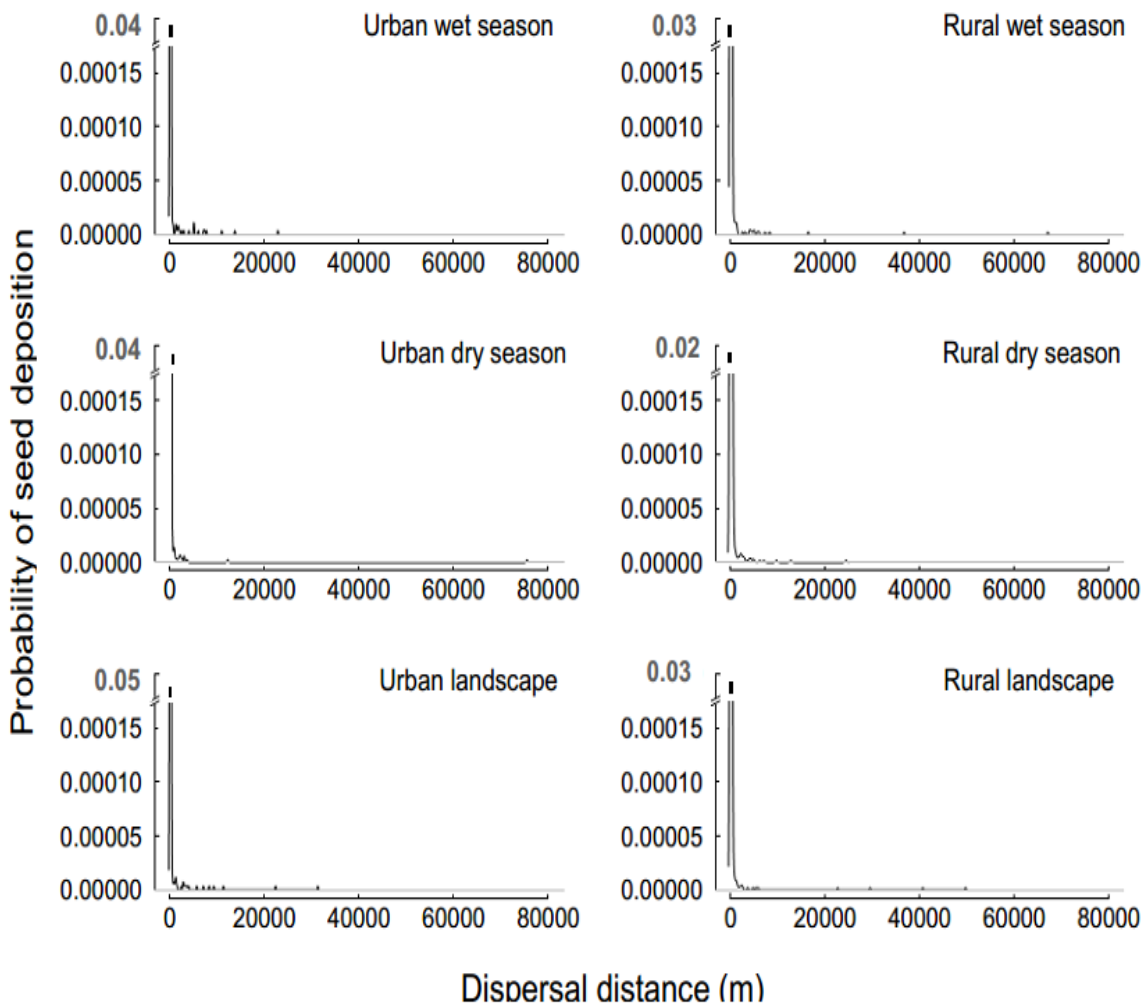 Probability of seed deposition
0.04
Urban wet season
0.00015
0.00010
0.00005
0.00000
0 20000 40000 60000 80000
0.03
Rural wet season
0.00015
0.00010
0.00005
0.00000
0 20000 40000 60000 80000
0.04
Urban dry season
0.00015
0.00010
0.00005
0.00000
0 20000 40000 60000 80000
0.02
Rural dry season
0.00015
0.00010
0.00005
0.00000
0 20000 40000 60000 80000
0.05
Urban landscape
0.00015
0.00010
0.00005
0.00000
0 20000 40000 60000 80000
0.03
Rural landscape
0.00015
0.00010
0.00005
0.00000
0 20000 40000 60000 80000
Dispersal distance (m)